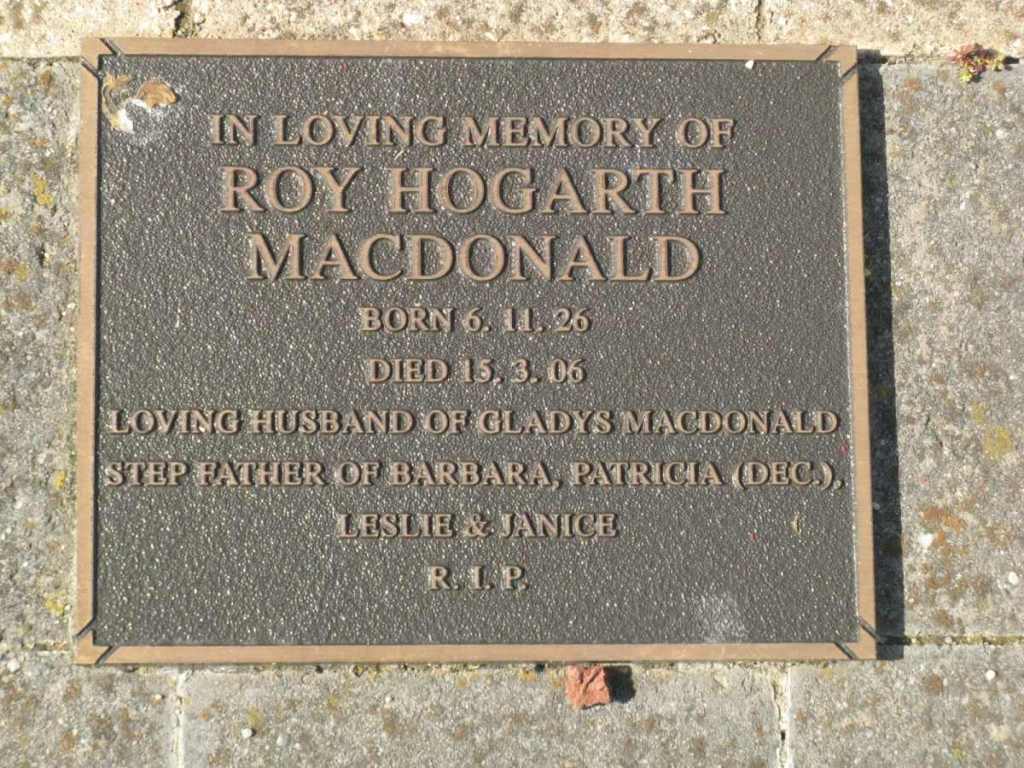 IN LOVING MEMORY OF
ROY HOGARTH
MACDONALD
BORN 6. 11. 26
DIED 15. 3. 06
LOVING HUSBAND OF GLADYS MACDONALD
STEP FATHER OF BARBARA, PATRICIA (DEC.),
LESLIE & JANICE
R. I. P.